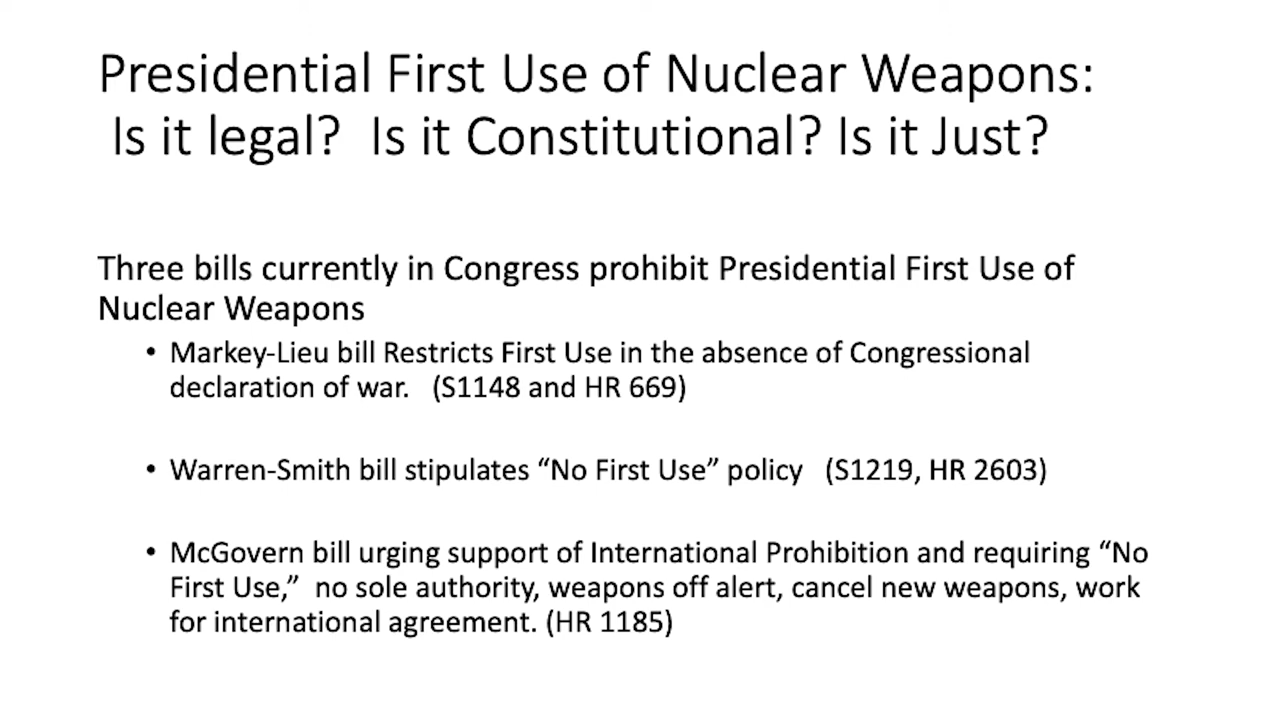 Presidential First Use of Nuclear Weapons:
Is it legal? Is it Constitutional? Is it Just?
Three bills currently in Congress prohibit Presidential First Use of
Nuclear Weapons
• Markey-Lieu bill Restricts First Use in the absence of Congressional
declaration of war. (S1148 and HR 669)
• Warren-Smith bill stipulates “No First Use” policy (S1219, HR 2603)
• McGovern bill urging support of International Prohibition and requiring “No
First Use,” no sole authority, weapons off alert, cancel new weapons, work
for international agreement. (HR 1185)